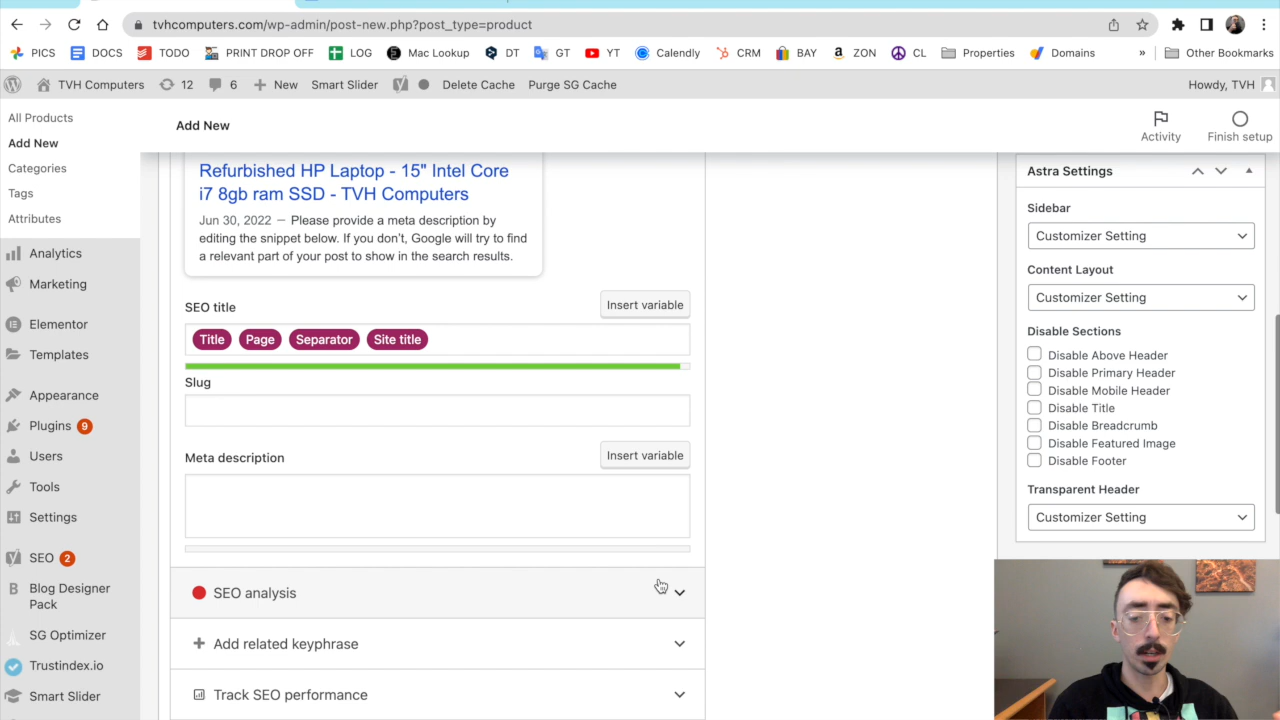 tvhcomputers.com/wp-admin/post-new.php?post_type=product
PICS DOCS TODO PRINT DROP OFF LOG Mac Lookup DT GT YT Calendly CRM BAY ZON CL Properties Domains » Other Bookmarks
TVH Computers 12 6 New Smart Slider Delete Cache Purge SG Cache Howdy, TVH
All Products
Add New
Categories
Tags
Attributes
Analytics
Marketing
Elementor
Templates
Appearance
Plugins 9
Users
Tools
Settings
SEO 2
Blog Designer
Pack
SG Optimizer
Trustindex.io
Smart Slider
Add New
Activity
Finish setup
Refurbished HP Laptop - 15" Intel Core
i7 8gb ram SSD - TVH Computers
Jun 30, 2022 － Please provide a meta description by
editing the snippet below. If you don't, Google will try to find
a relevant part of your post to show in the search results.
SEO title
Insert variable
Title Page Separator Site title
Slug
Meta description
Insert variable
SEO analysis
Add related keyphrase
Track SEO performance
Astra Settings
Sidebar
Customizer Setting
Content Layout
Customizer Setting
Disable Sections
Disable Above Header
Disable Primary Header
Disable Mobile Header
Disable Title
Disable Breadcrumb
Disable Featured Image
Disable Footer
Transparent Header
Customizer Setting